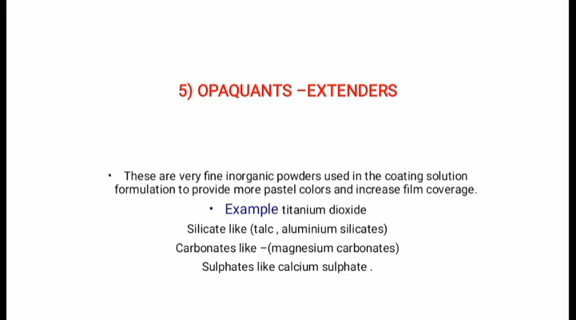 5) OPAQUANTS –EXTENDERS
• These are very fine inorganic powders used in the coating solution
formulation to provide more pastel colors and increase film coverage.
• Example titanium dioxide
Silicate like (talc , aluminium silicates)
Carbonates like –(magnesium carbonates)
Sulphates like calcium sulphate .